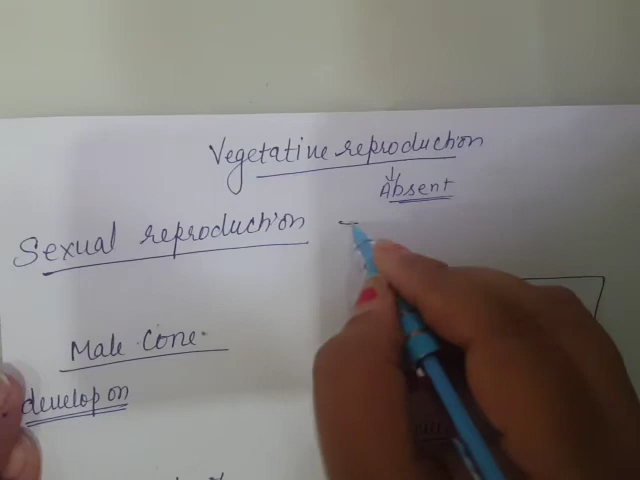 Vegetative reproduction
Absent
Sexual reproduction
Male Cone
develop on